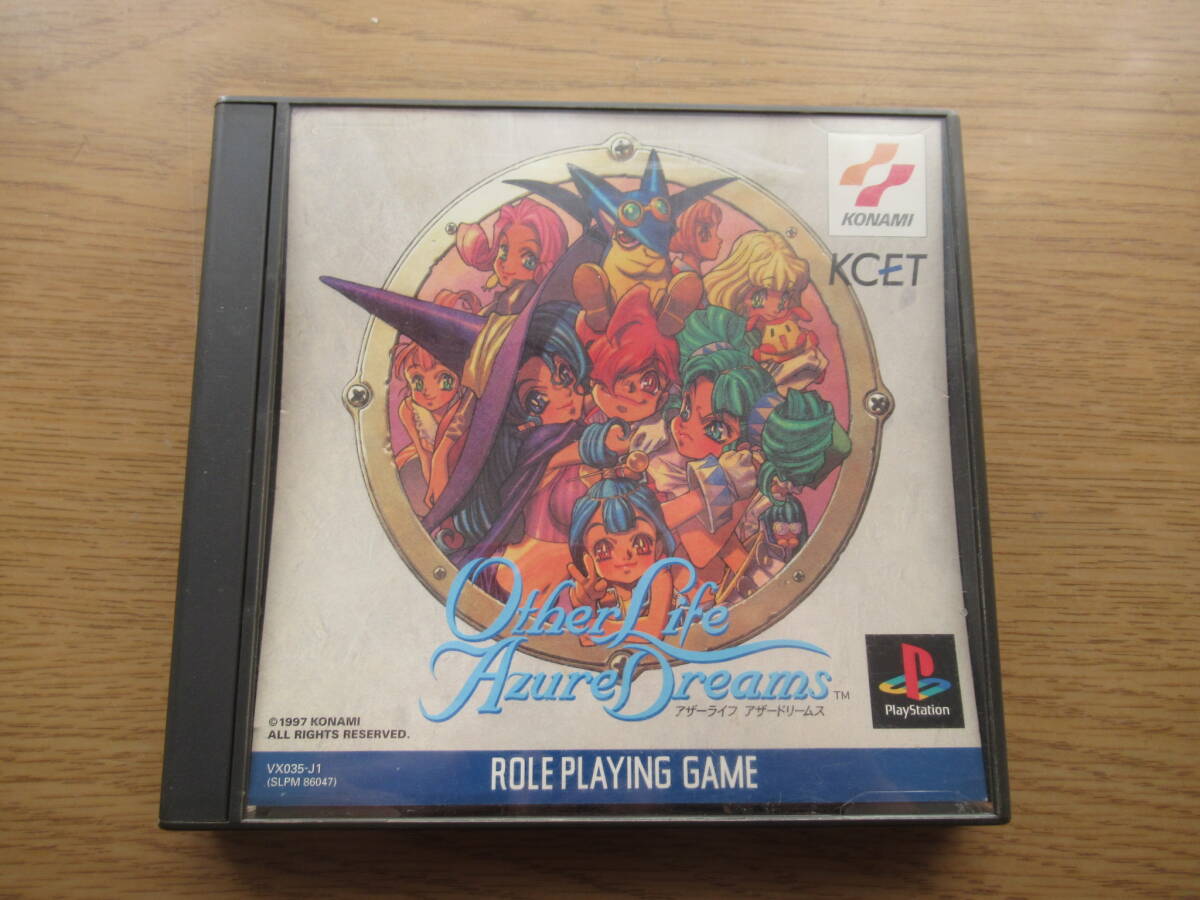 KONAMI
KCET
Other Life
Azure Dreams™
アザーライフ アザードリームス
PlayStation
©1997 KONAMI
ALL RIGHTS RESERVED.
VX035-J1
(SLPM 86047)
ROLE PLAYING GAME